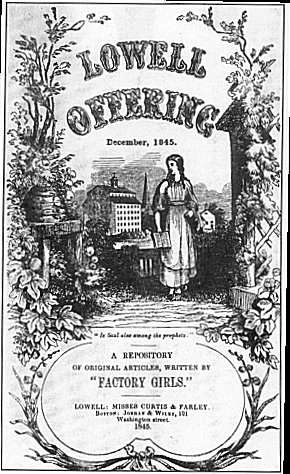 LOWELL
OFFERING
December, 1845.
"Is Saul also among the prophets."
A REPOSITORY
OF ORIGINAL ARTICLES, WRITTEN BY
"FACTORY GIRLS."
LOWELL: MISSES CURTIS & FARLEY.
BOSTON: JORDAN & WILEY, 121
Washington street.
1845.